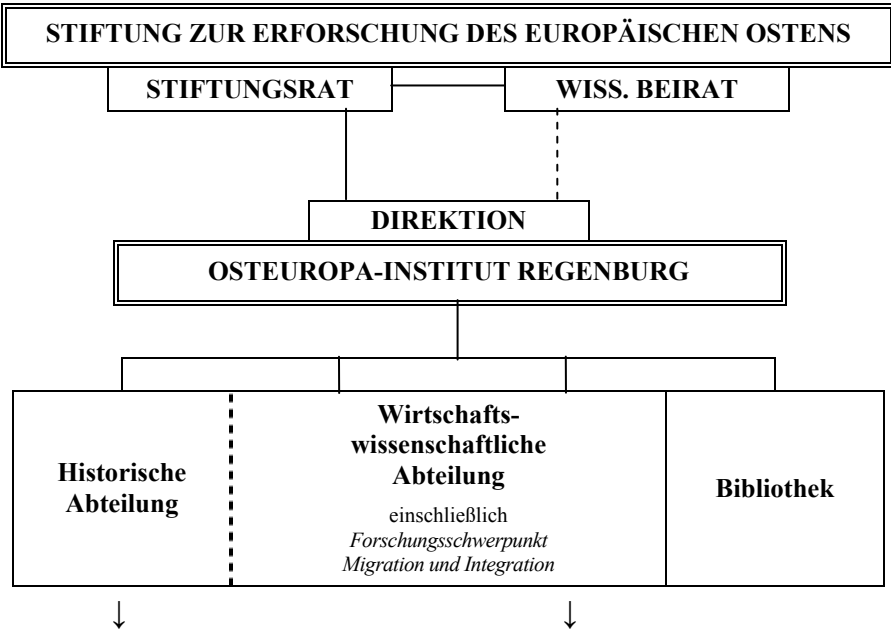 STIFTUNG ZUR ERFORSCHUNG DES EUROPÄISCHEN OSTENS
STIFTUNGSRAT
WISS. BEIRAT
DIREKTION
OSTEUROPA-INSTITUT REGENBURG
Historische
Abteilung
Wirtschafts-
wissenschaftliche
Abteilung
einschließlich
Forschungsschwerpunkt
Migration und Integration
Bibliothek